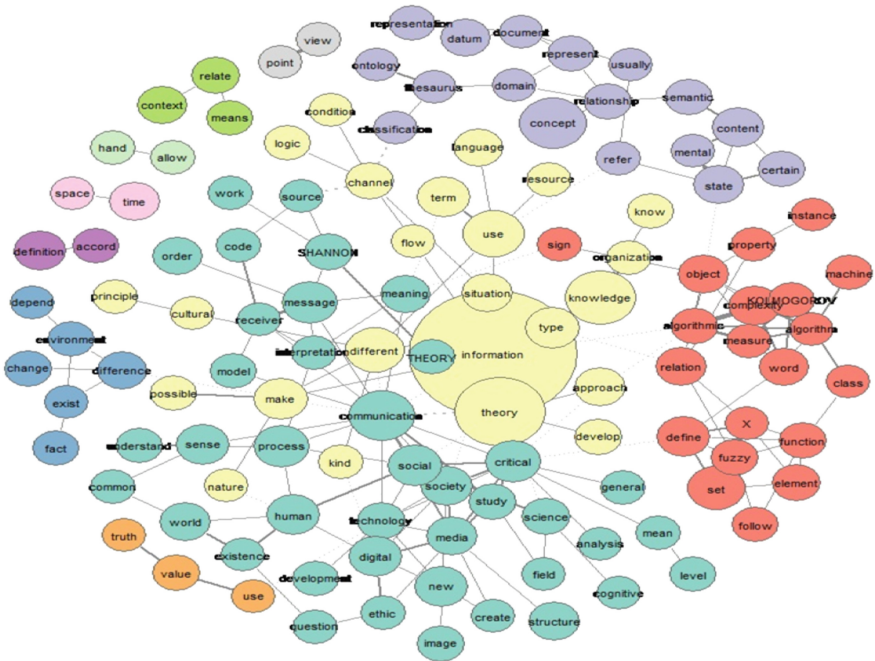 representation
datum
document
view
point
represent
usually
ontology
thesaurus
domain
relationship
semantic
relate
context
means
condition
classification
concept
content
logic
language
mental
certain
hand
allow
channel
resource
refer
state
work
source
term
space
time
know
instance
use
code
SHANNON
flow
sign
organization
property
definition
accord
order
object
machine
depend
principle
message
meaning
situation
knowledge
complexity
KOLMOGOROV
cultural
receiver
type
algorithmic
algorithm
environment
interpretation
different
THEORY
information
measure
change
difference
model
relation
word
class
possible
make
approach
exist
communication
theory
X
fact
understand
sense
process
develop
define
function
fuzzy
kind
social
critical
common
nature
society
general
set
element
study
world
human
technology
science
follow
truth
existence
media
analysis
mean
value
digital
development
field
level
use
new
cognitive
question
ethic
create
structure
image